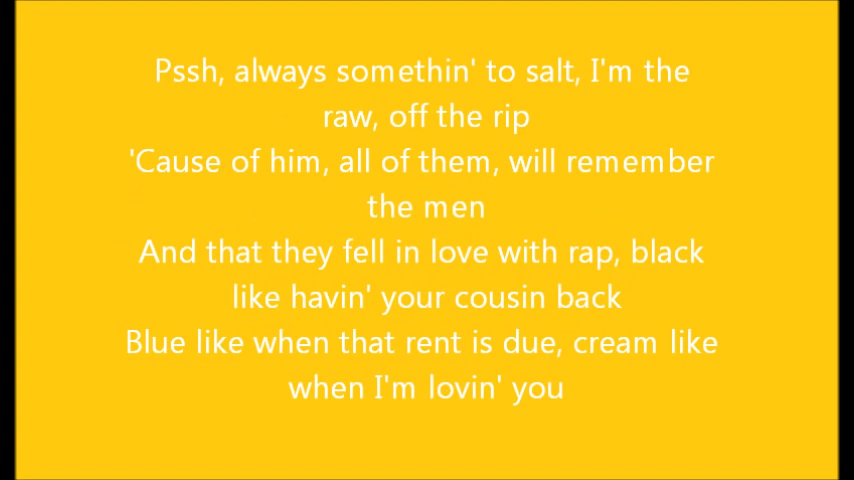 Pssh, always somethin' to salt, I'm the
raw, off the rip
'Cause of him, all of them, will remember
the men
And that they fell in love with rap, black
like havin' your cousin back
Blue like when that rent is due, cream like
when I'm lovin' you